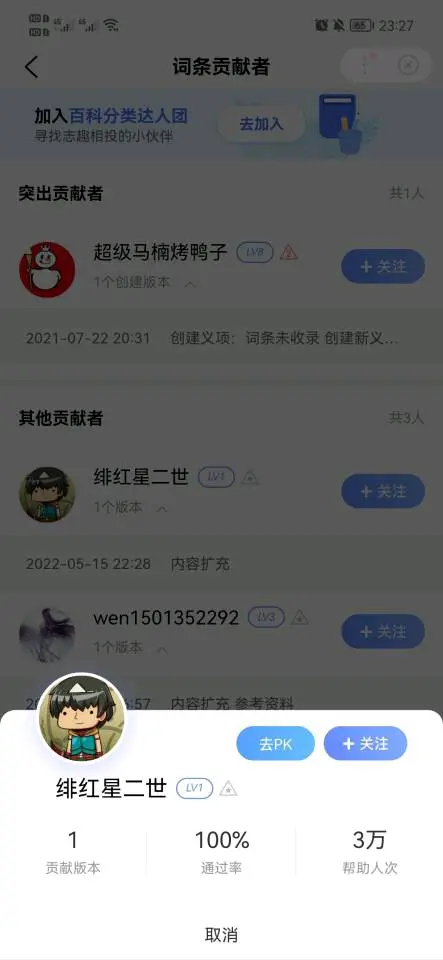 HD 1 4G 4G 65 23:27
HD 2
词条贡献者
加入百科分类达人团
寻找志趣相投的小伙伴
去加入
突出贡献者 共1人
超级马楠烤鸭子 LV8 + 关注
1个创建版本
2021-07-22 20:31 创建义项：词条未收录 创建新义...
其他贡献者 共3人
绯红星二世 LV1 + 关注
1个版本
2022-05-15 22:28 内容扩充
wen1501352292 LV3 + 关注
1个版本
6:57 内容扩充 参考资料
去PK + 关注
绯红星二世 LV1
1 100% 3万
贡献版本 通过率 帮助人次
取消